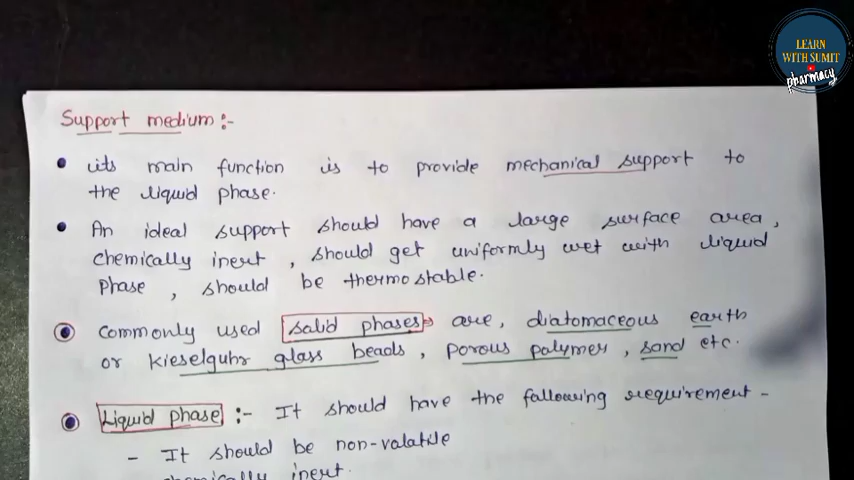 LEARN
WITH SUMIT
pharmacy
Support medium:-
• its main function is to provide mechanical support to
the liquid phase.
• An ideal support should have a large surface area,
chemically inert, should get uniformly wet with liquid
phase, should be thermostable.
• commonly used solid phases → are, diatomaceous earth
or kieselguhr glass beads, porous polymer, sand etc.
• Liquid phase :- It should have the following requirement -
- It should be non-volatile
chemically inert.